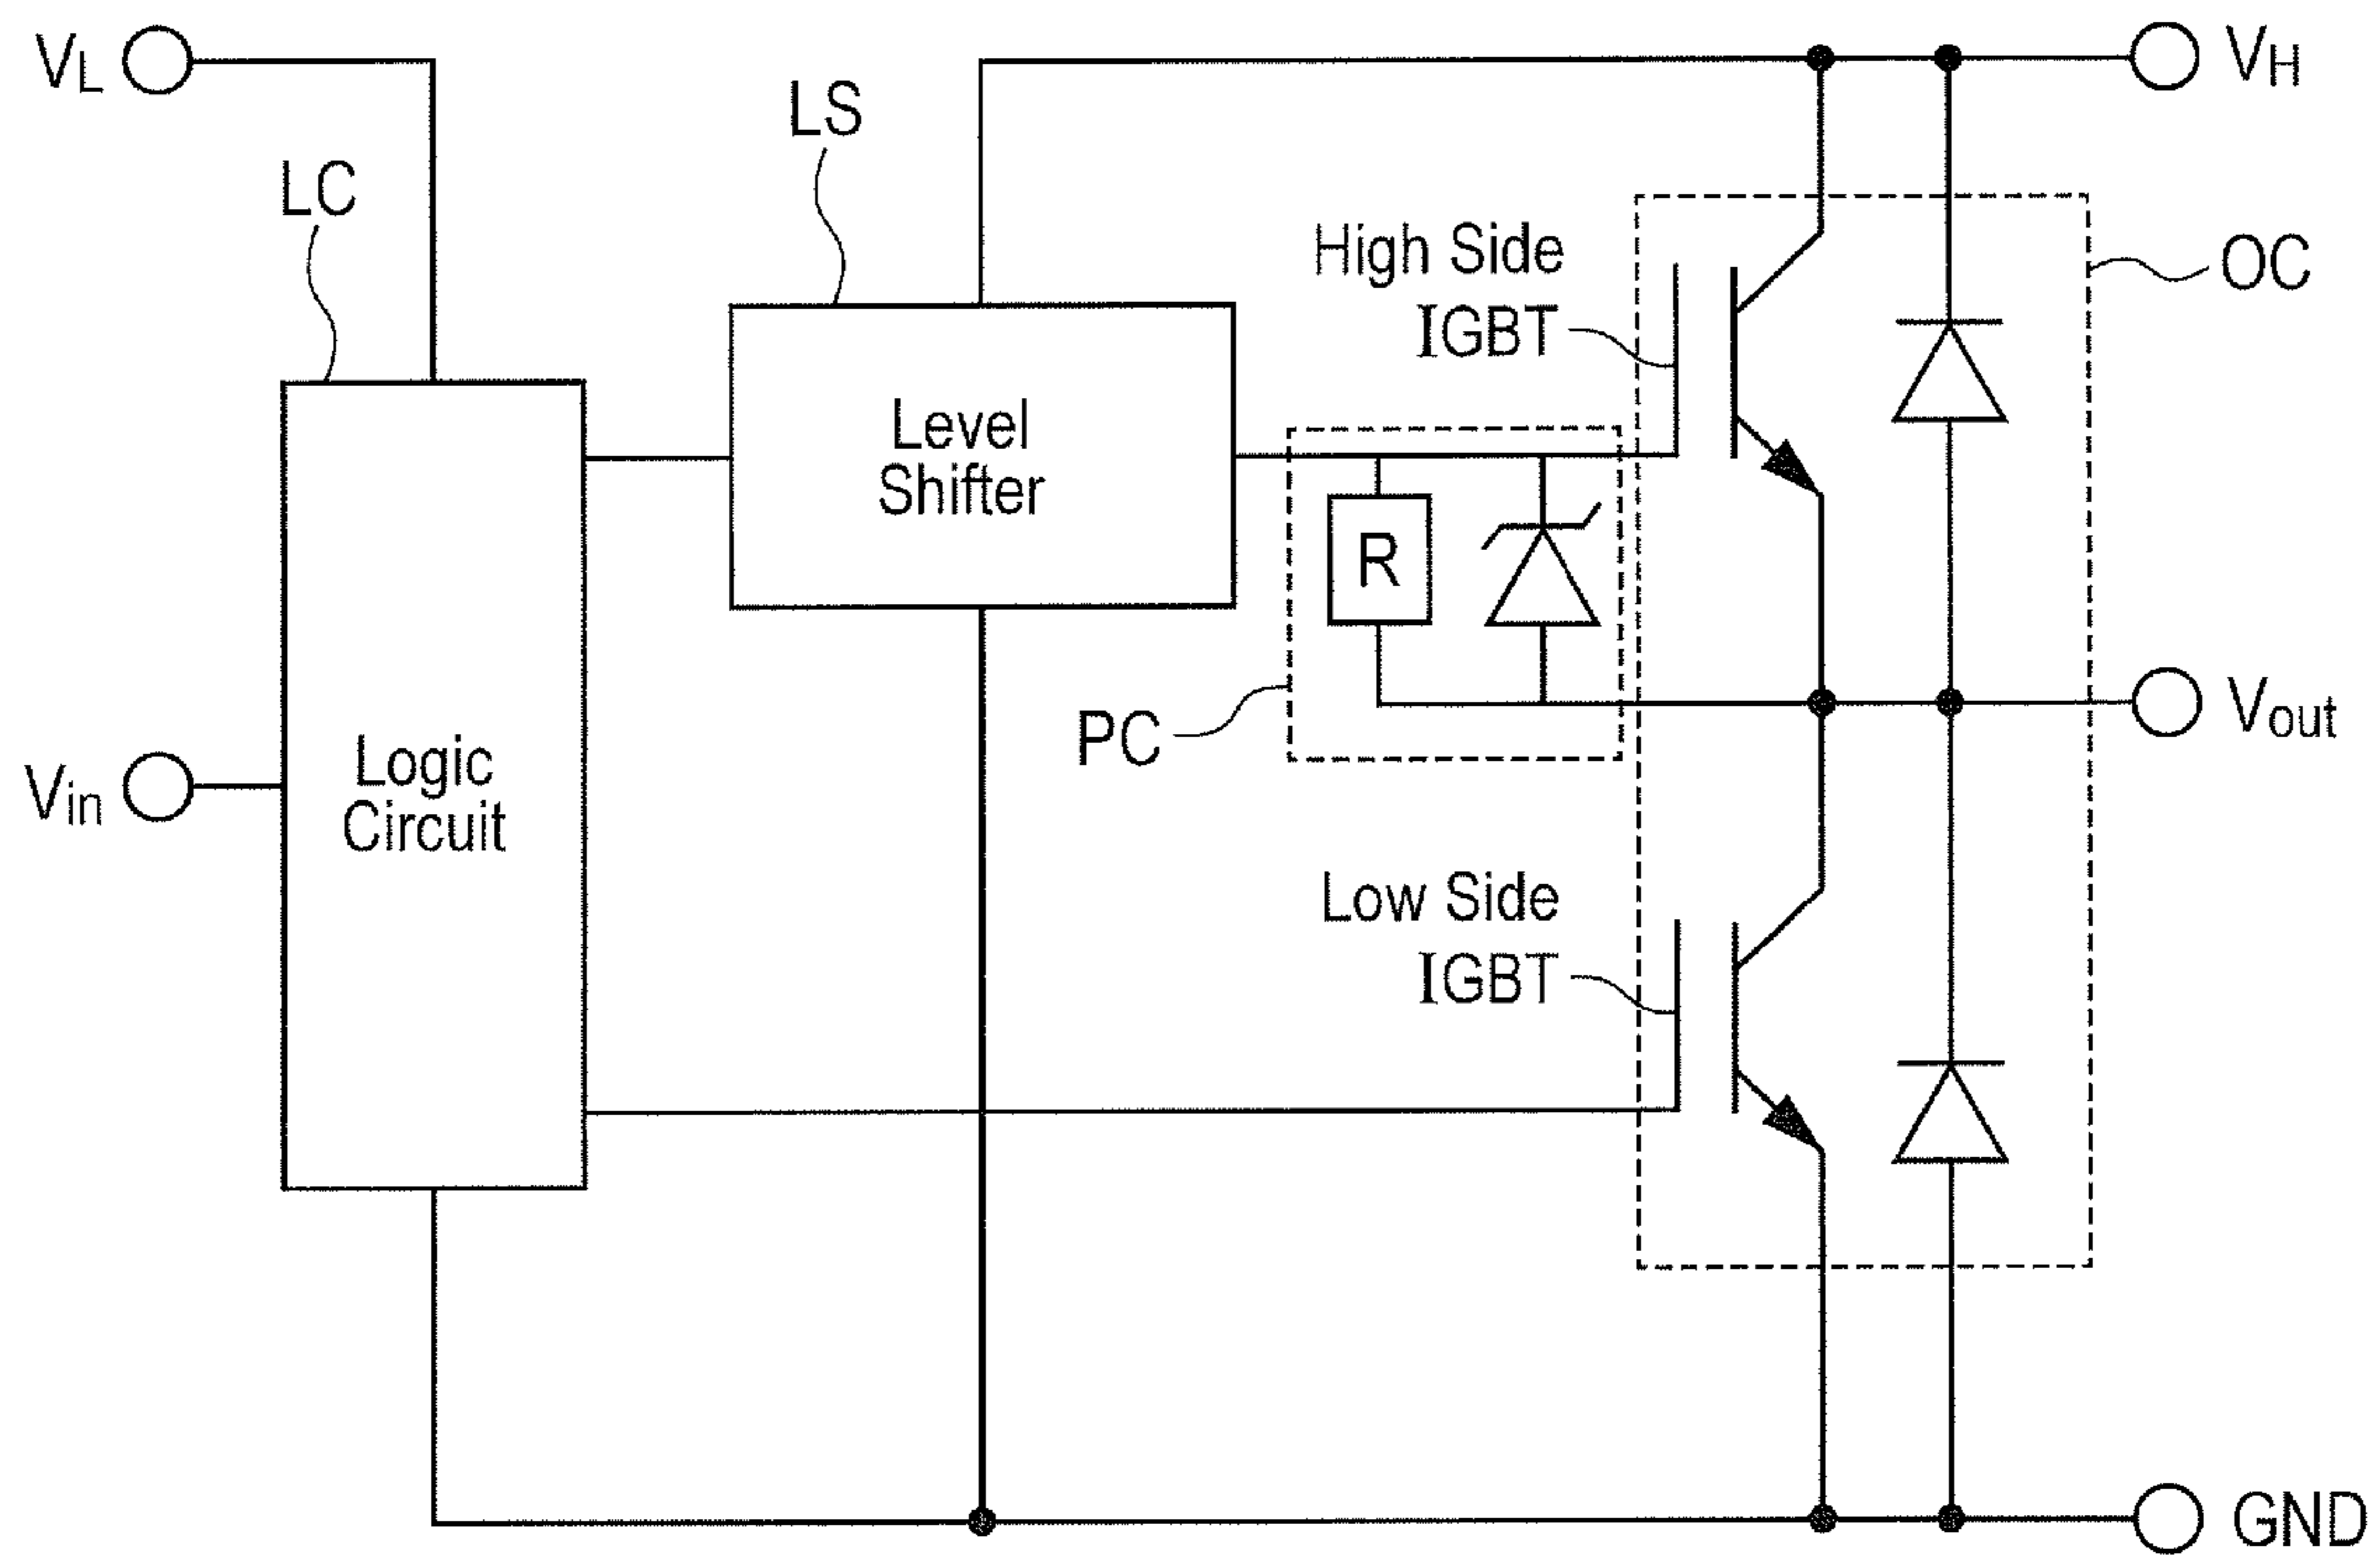 VL
VH
LS
LC
High Side
IGBT
OC
Level
Shifter
R
PC
Vout
Vin
Logic
Circuit
Low Side
IGBT
GND